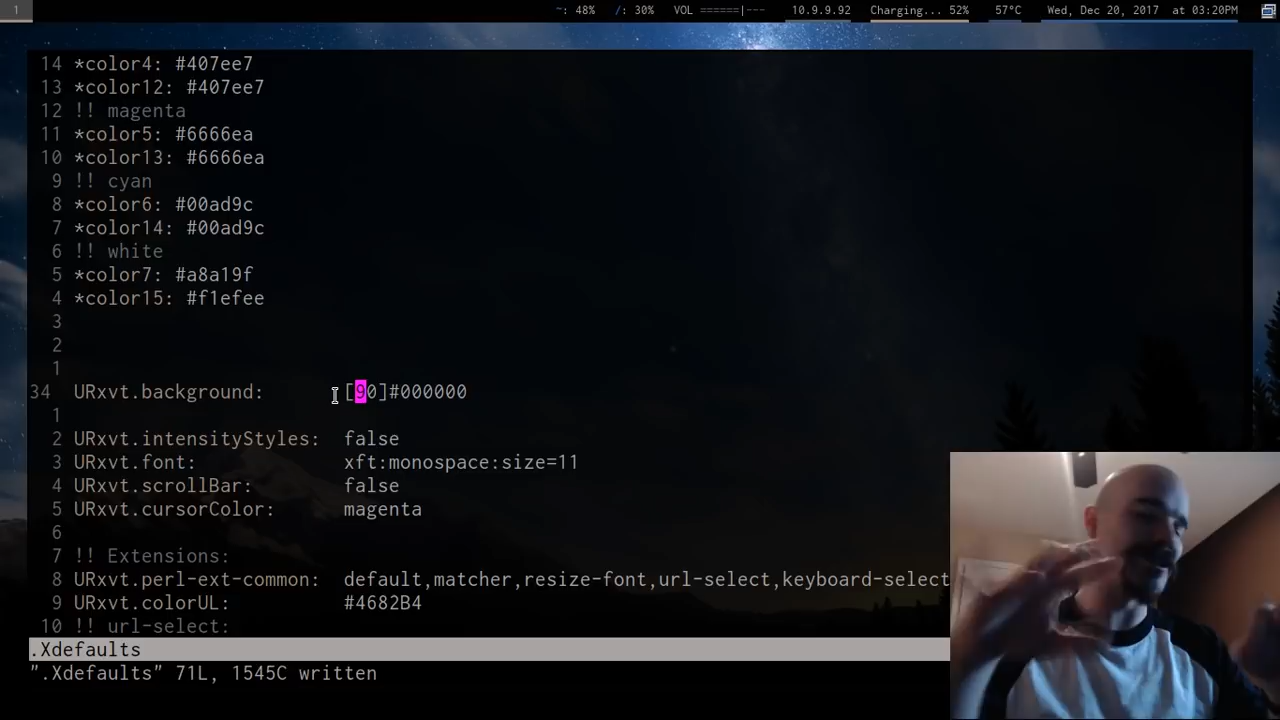 1 ~: 48% /: 30% VOL ======|--- 10.9.9.92 Charging... 52% 57°C Wed, Dec 20, 2017 at 03:20PM
14 *color4: #407ee7
13 *color12: #407ee7
12 !! magenta
11 *color5: #6666ea
10 *color13: #6666ea
9 !! cyan
8 *color6: #00ad9c
7 *color14: #00ad9c
6 !! white
5 *color7: #a8a19f
4 *color15: #f1efee
3
2
1
34 URxvt.background: [90]#000000
1
2 URxvt.intensityStyles: false
3 URxvt.font: xft:monospace:size=11
4 URxvt.scrollBar: false
5 URxvt.cursorColor: magenta
6
7 !! Extensions:
8 URxvt.perl-ext-common: default,matcher,resize-font,url-select,keyboard-select
9 URxvt.colorUL: #4682B4
10 !! url-select:
.Xdefaults
".Xdefaults" 71L, 1545C written